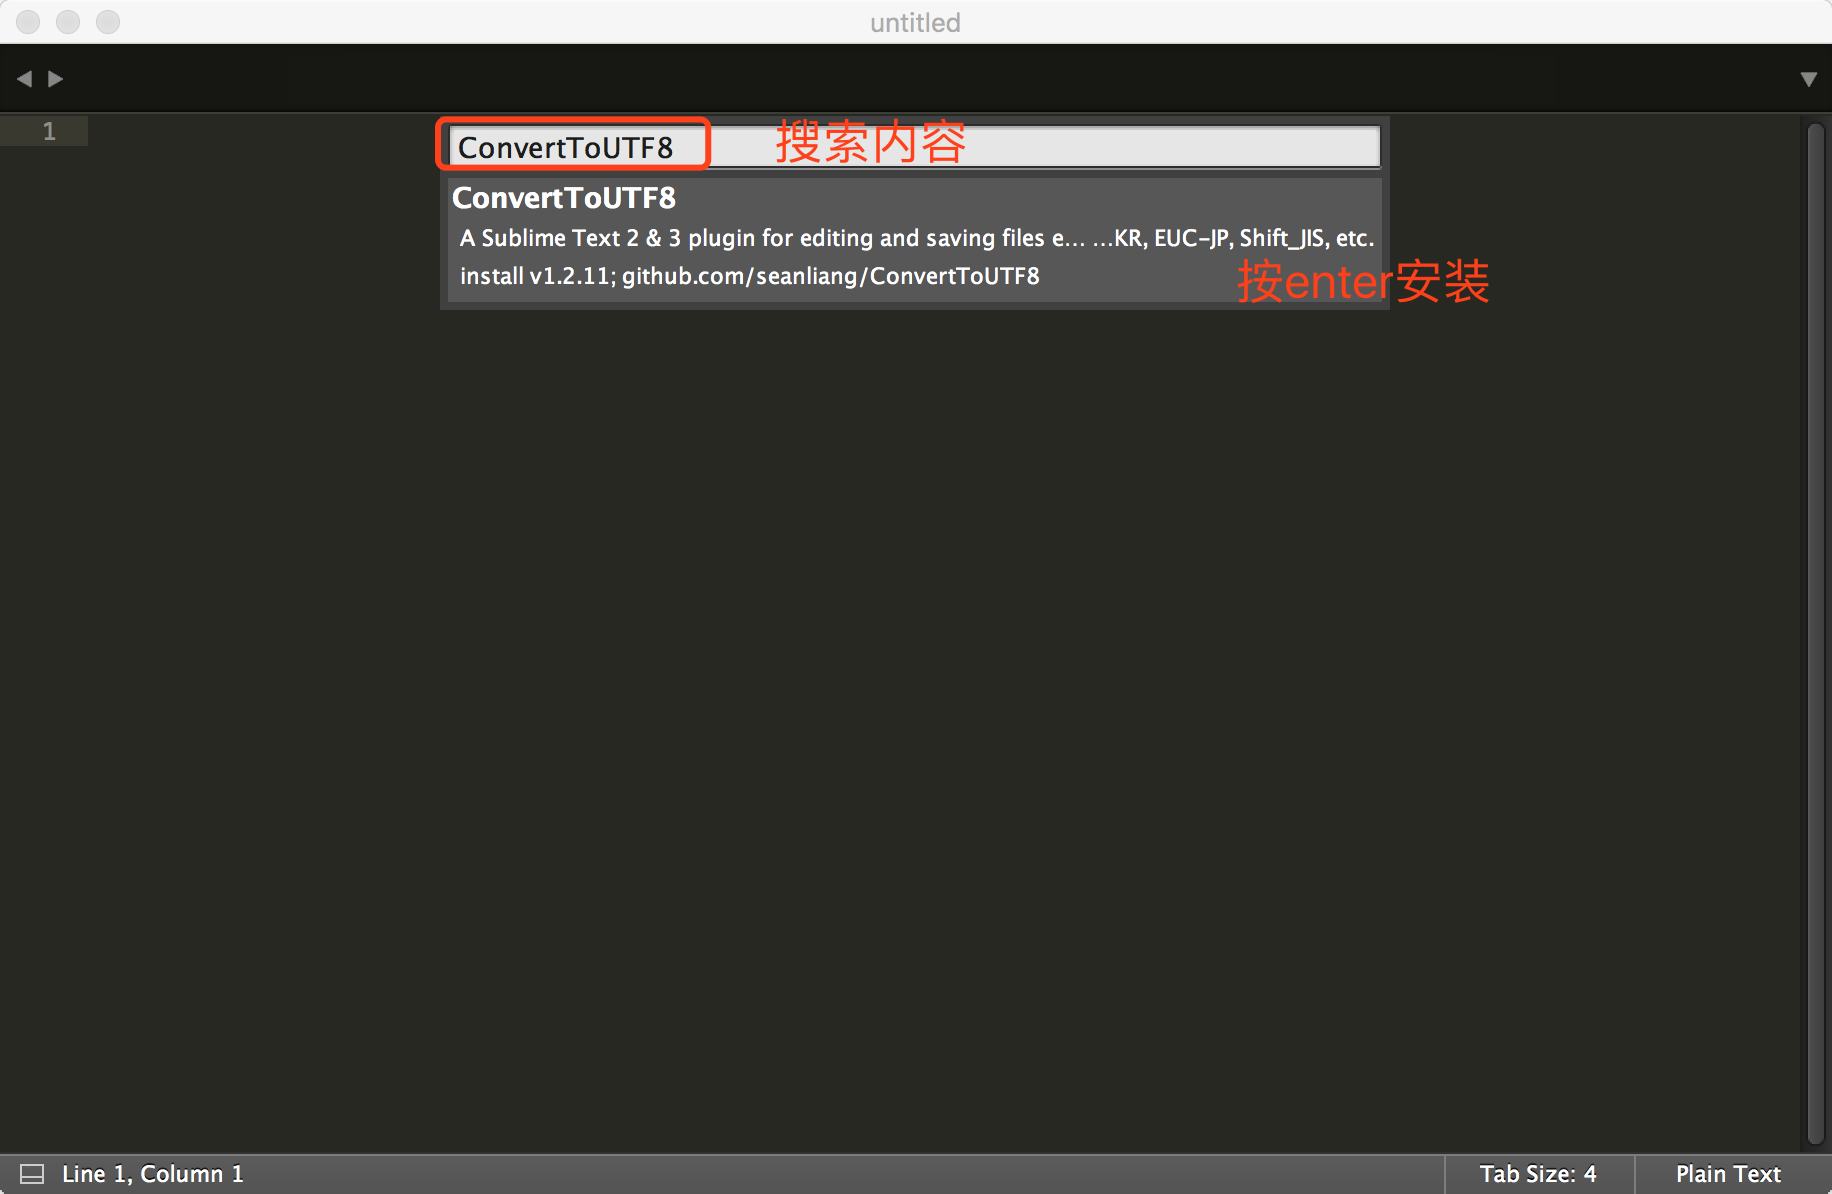 untitled
1
ConvertToUTF8
搜索内容
ConvertToUTF8
A Sublime Text 2 & 3 plugin for editing and saving files e... ...KR, EUC-JP, Shift_JIS, etc.
install v1.2.11; github.com/seanliang/ConvertToUTF8
按enter安装
Line 1, Column 1
Tab Size: 4
Plain Text